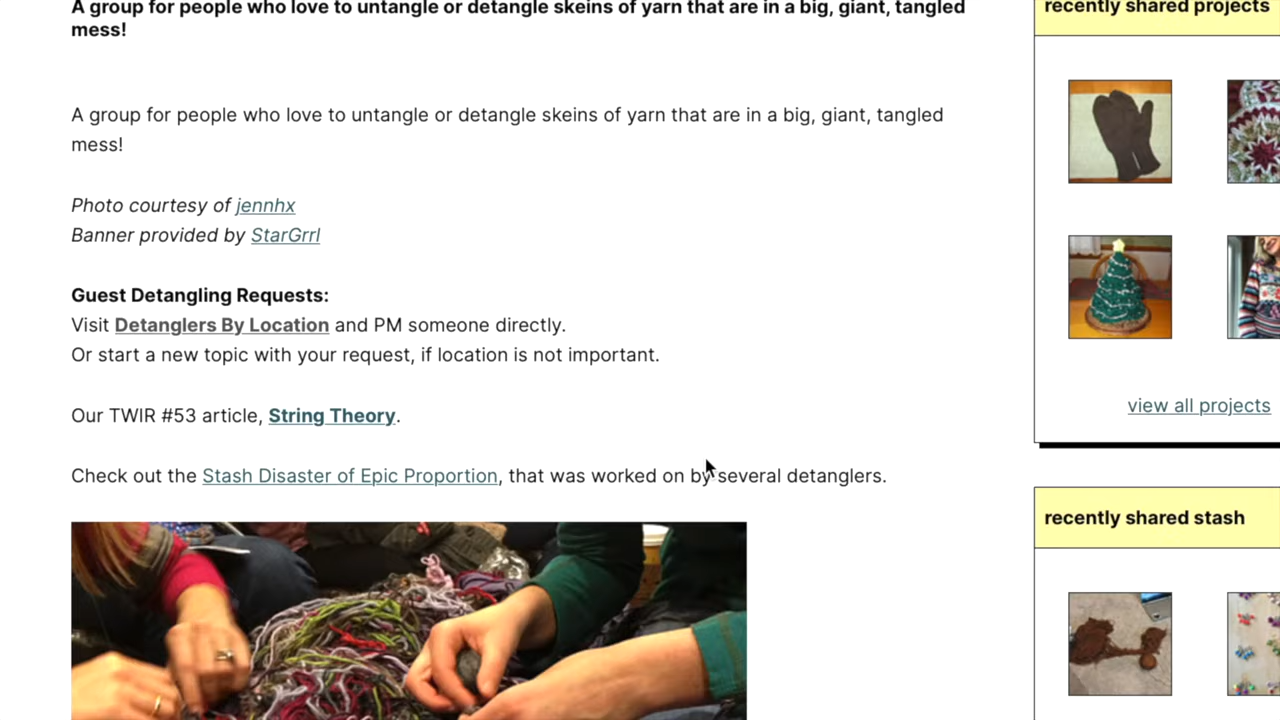 A group for people who love to untangle or detangle skeins of yarn that are in a big, giant, tangled
mess!
A group for people who love to untangle or detangle skeins of yarn that are in a big, giant, tangled
mess!
Photo courtesy of jennhx
Banner provided by StarGrrl
Guest Detangling Requests:
Visit Detanglers By Location and PM someone directly.
Or start a new topic with your request, if location is not important.
Our TWIR #53 article, String Theory.
Check out the Stash Disaster of Epic Proportion, that was worked on by several detanglers.
recently shared projects
view all projects
recently shared stash